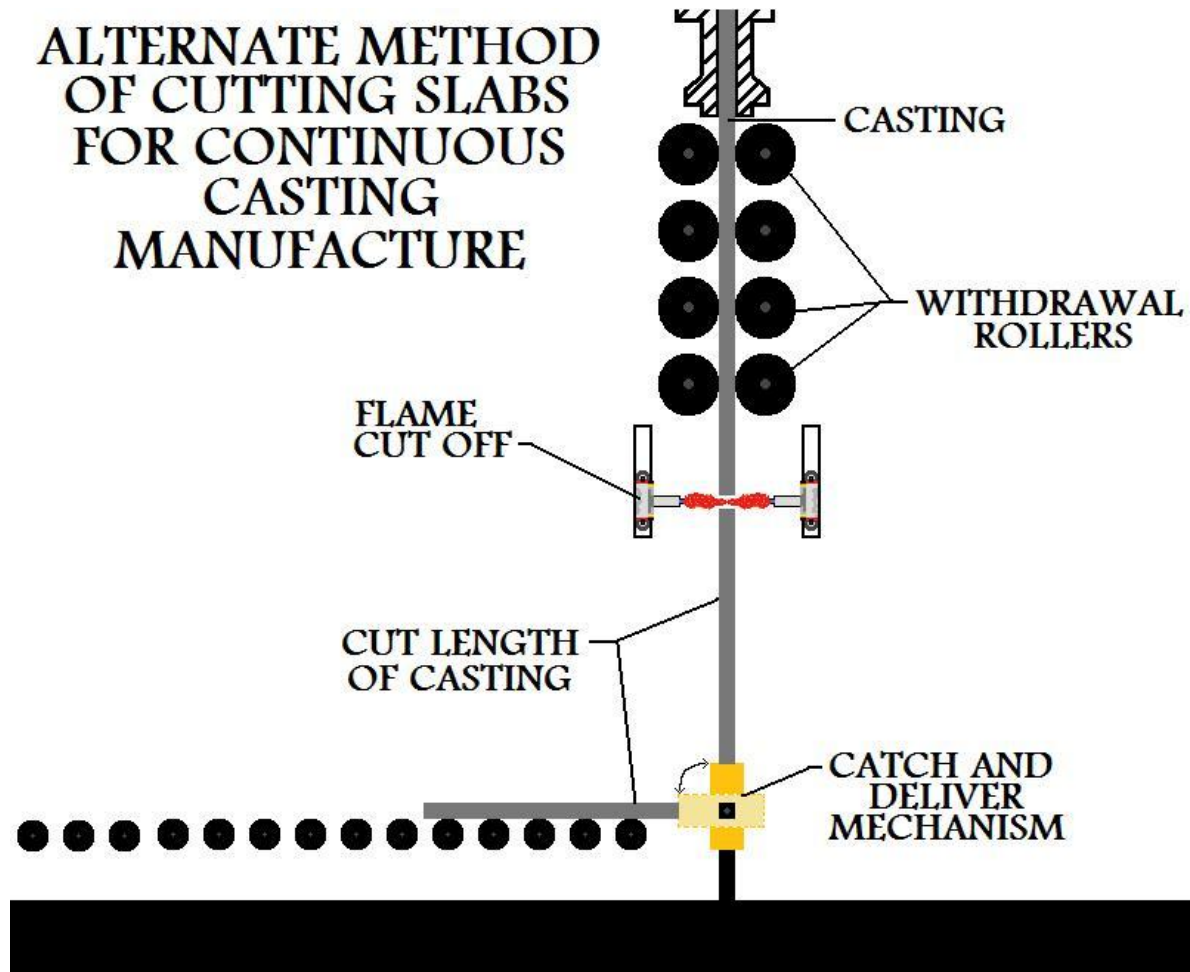 ALTERNATE METHOD
OF CUTTING SLABS
FOR CONTINUOUS
CASTING
MANUFACTURE
CASTING
WITHDRAWAL
ROLLERS
FLAME
CUT OFF
CUT LENGTH
OF CASTING
CATCH AND
DELIVER
MECHANISM